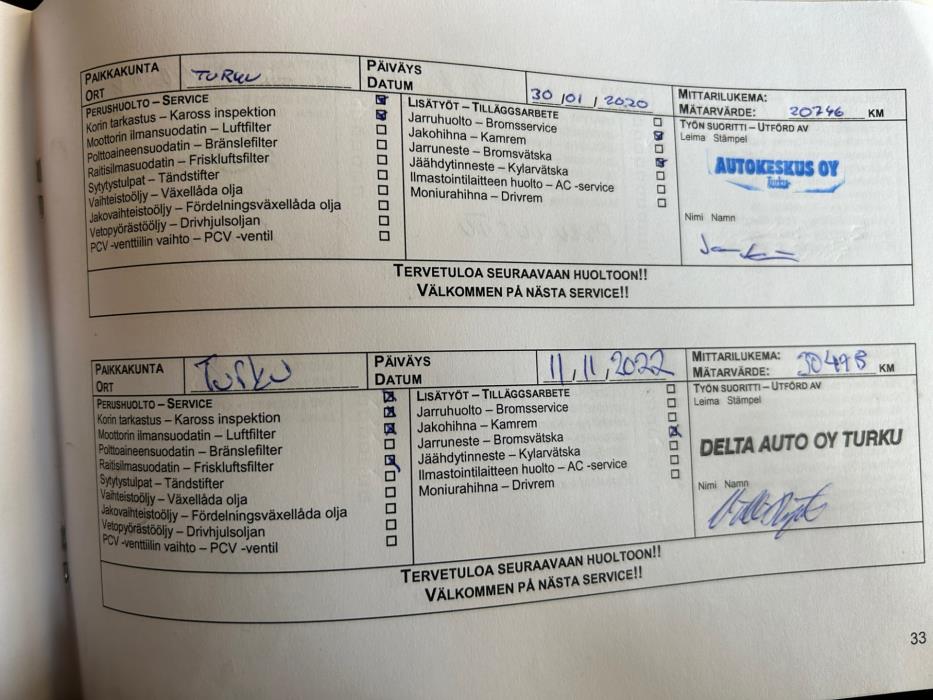 PAIKKAKUNTA
ORT
TURKU
PÄIVÄYS
DATUM
30 / 01 / 2020
MITTARILUKEMA:
MÄTARVÄRDE: 20746 KM
PERUSHUOLTO – SERVICE
Korin tarkastus – Kaross inspektion
Moottorin ilmansuodatin – Luftfilter
Polttoaineensuodatin – Bränslefilter
Raitisilmasuodatin – Friskluftsfilter
Sytytystulpat – Tändstifter
Vaihteistoöljy – Växellåda olja
Jakovaihteistoöljy – Fördelningsväxellåda olja
Vetopyörästööljy – Drivhjulsoljan
PCV -venttiilin vaihto – PCV -ventil
LISÄTYÖT – TILLÄGGSARBETE
Jarruhuolto – Bromsservice
Jakohihna – Kamrem
Jarruneste – Bromsvätska
Jäähdytinneste – Kylarvätska
Ilmastointilaitteen huolto – AC -service
Moniurahihna – Drivrem
TYÖN SUORITTI – UTFÖRD AV
Leima Stämpel
AUTOKESKUS OY
Turku
Nimi Namn
TERVETULOA SEURAAVAAN HUOLTOON!!
VÄLKOMMEN PÅ NÄSTA SERVICE!!
PAIKKAKUNTA
ORT
Turku
PÄIVÄYS
DATUM
11, 11, 2022
MITTARILUKEMA:
MÄTARVÄRDE: 30498 KM
PERUSHUOLTO – SERVICE
Korin tarkastus – Kaross inspektion
Moottorin ilmansuodatin – Luftfilter
Polttoaineensuodatin – Bränslefilter
Raitisilmasuodatin – Friskluftsfilter
Sytytystulpat – Tändstifter
Vaihteistoöljy – Växellåda olja
Jakovaihteistoöljy – Fördelningsväxellåda olja
Vetopyörästööljy – Drivhjulsoljan
PCV -venttiilin vaihto – PCV -ventil
LISÄTYÖT – TILLÄGGSARBETE
Jarruhuolto – Bromsservice
Jakohihna – Kamrem
Jarruneste – Bromsvätska
Jäähdytinneste – Kylarvätska
Ilmastointilaitteen huolto – AC -service
Moniurahihna – Drivrem
TYÖN SUORITTI – UTFÖRD AV
Leima Stämpel
DELTA AUTO OY TURKU
Nimi Namn
TERVETULOA SEURAAVAAN HUOLTOON!!
VÄLKOMMEN PÅ NÄSTA SERVICE!!
33